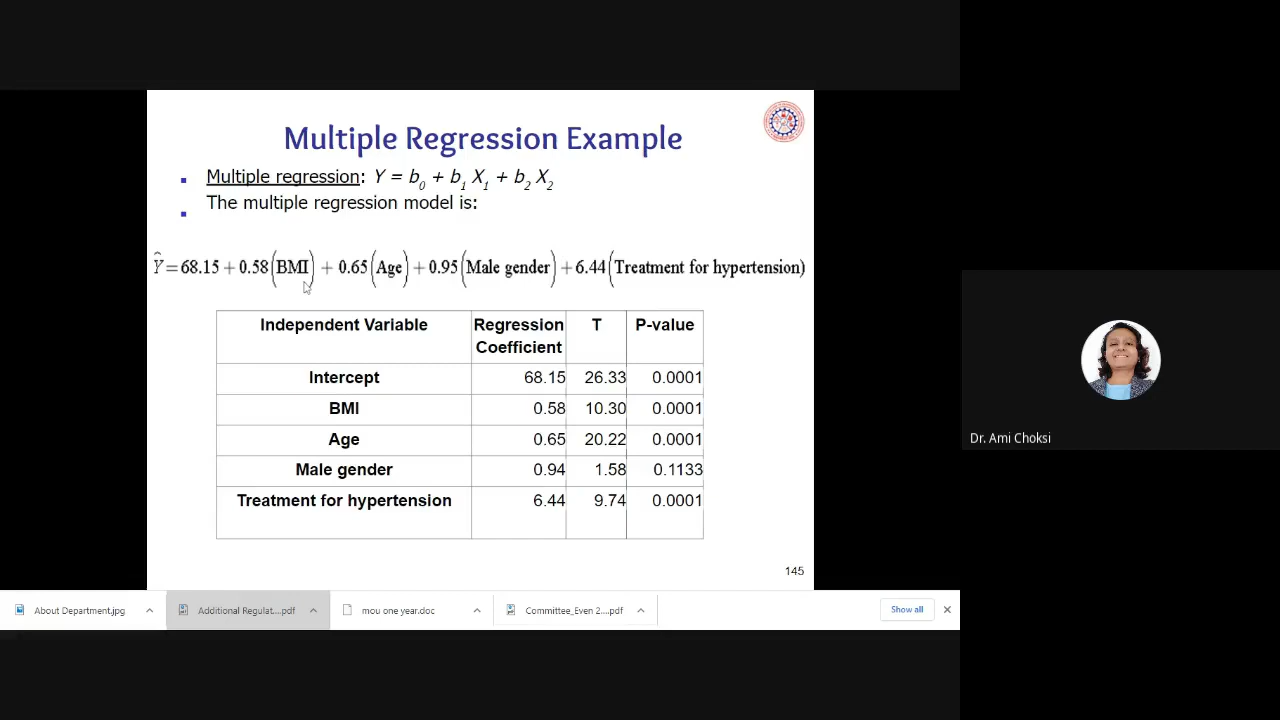 Multiple Regression Example
Multiple regression: Y = b0 + b1 X1 + b2 X2
The multiple regression model is:
Ŷ = 68.15 + 0.58 (BMI) + 0.65 (Age) + 0.95 (Male gender) + 6.44 (Treatment for hypertension)
Independent Variable Regression Coefficient T P-value
Intercept 68.15 26.33 0.0001
BMI 0.58 10.30 0.0001
Age 0.65 20.22 0.0001
Male gender 0.94 1.58 0.1133
Treatment for hypertension 6.44 9.74 0.0001
145
Dr. Ami Choksi
About Department.jpg Additional Regulat....pdf mou one year.doc Committee_Even 2....pdf Show all